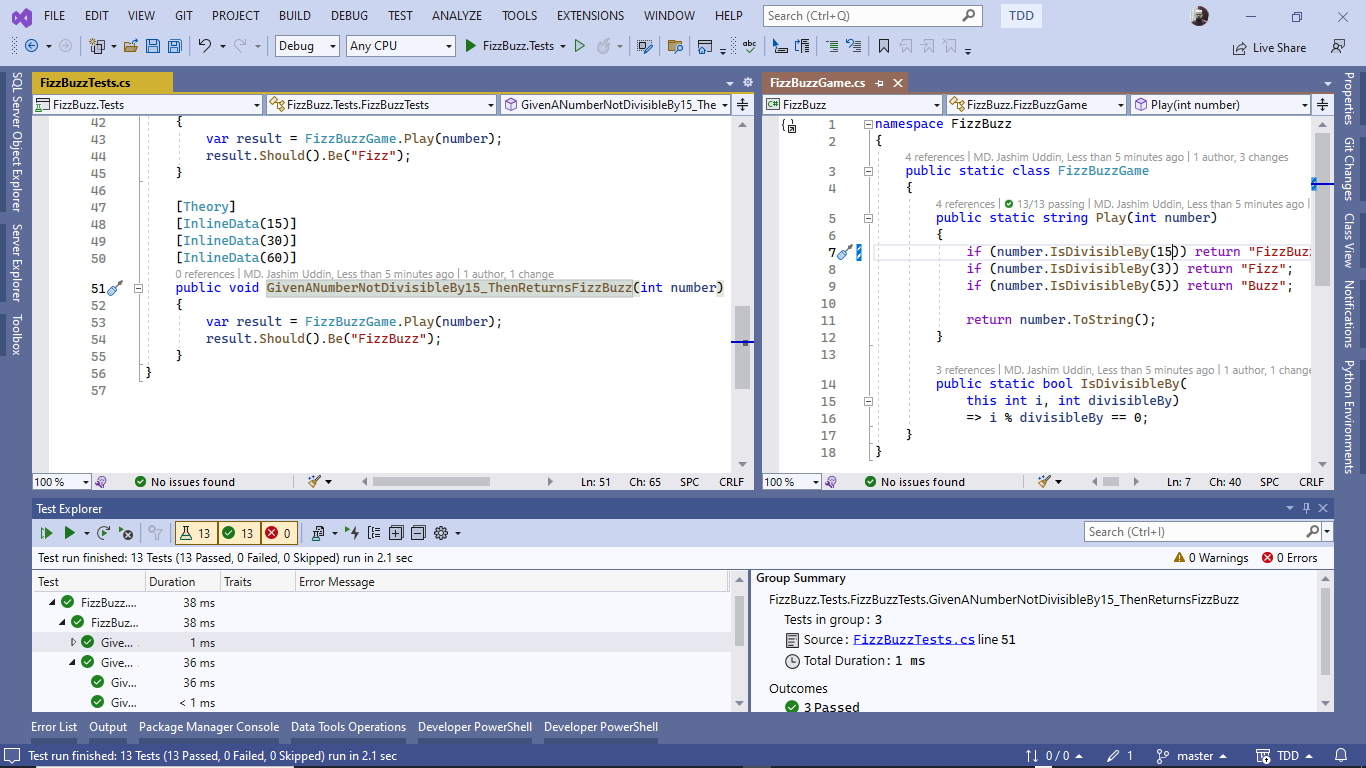 FILE EDIT VIEW GIT PROJECT BUILD DEBUG TEST ANALYZE TOOLS EXTENSIONS WINDOW HELP Search (Ctrl+Q) TDD
Debug Any CPU FizzBuzz.Tests Live Share
SQL Server Object Explorer
Server Explorer
Toolbox
FizzBuzzTests.cs
FizzBuzz.Tests FizzBuzz.Tests.FizzBuzzTests GivenANumberNotDivisibleBy15_The
42 {
43 var result = FizzBuzzGame.Play(number);
44 result.Should().Be("Fizz");
45 }
46
47 [Theory]
48 [InlineData(15)]
49 [InlineData(30)]
50 [InlineData(60)]
0 references | MD. Jashim Uddin, Less than 5 minutes ago | 1 author, 1 change
51 public void GivenANumberNotDivisibleBy15_ThenReturnsFizzBuzz(int number)
52 {
53 var result = FizzBuzzGame.Play(number);
54 result.Should().Be("FizzBuzz");
55 }
56 }
57
100 % No issues found Ln: 51 Ch: 65 SPC CRLF
FizzBuzzGame.cs
FizzBuzz FizzBuzz.FizzBuzzGame Play(int number)
1 namespace FizzBuzz
2 {
4 references | MD. Jashim Uddin, Less than 5 minutes ago | 1 author, 3 changes
3 public static class FizzBuzzGame
4 {
4 references | 13/13 passing | MD. Jashim Uddin, Less than 5 minutes ago |
5 public static string Play(int number)
6 {
7 if (number.IsDivisibleBy(15)) return "FizzBuzz
8 if (number.IsDivisibleBy(3)) return "Fizz";
9 if (number.IsDivisibleBy(5)) return "Buzz";
10
11 return number.ToString();
12 }
13
3 references | MD. Jashim Uddin, Less than 5 minutes ago | 1 author, 1 change
14 public static bool IsDivisibleBy(
15 this int i, int divisibleBy)
16 => i % divisibleBy == 0;
17 }
18 }
100 % No issues found Ln: 7 Ch: 40 SPC CRLF
Properties
Git Changes
Class View
Notifications
Python Environments
Test Explorer
13 13 0 Search (Ctrl+I)
Test run finished: 13 Tests (13 Passed, 0 Failed, 0 Skipped) run in 2.1 sec 0 Warnings 0 Errors
Test Duration Traits Error Message
FizzBuzz.... 38 ms
FizzBuz... 38 ms
Give... 1 ms
Give... 36 ms
Giv... 36 ms
Giv... < 1 ms
Group Summary
FizzBuzz.Tests.FizzBuzzTests.GivenANumberNotDivisibleBy15_ThenReturnsFizzBuzz
Tests in group: 3
Source: FizzBuzzTests.cs line 51
Total Duration: 1 ms
Outcomes
3 Passed
Error List Output Package Manager Console Data Tools Operations Developer PowerShell Developer PowerShell
Test run finished: 13 Tests (13 Passed, 0 Failed, 0 Skipped) run in 2.1 sec 0 / 0 1 master TDD